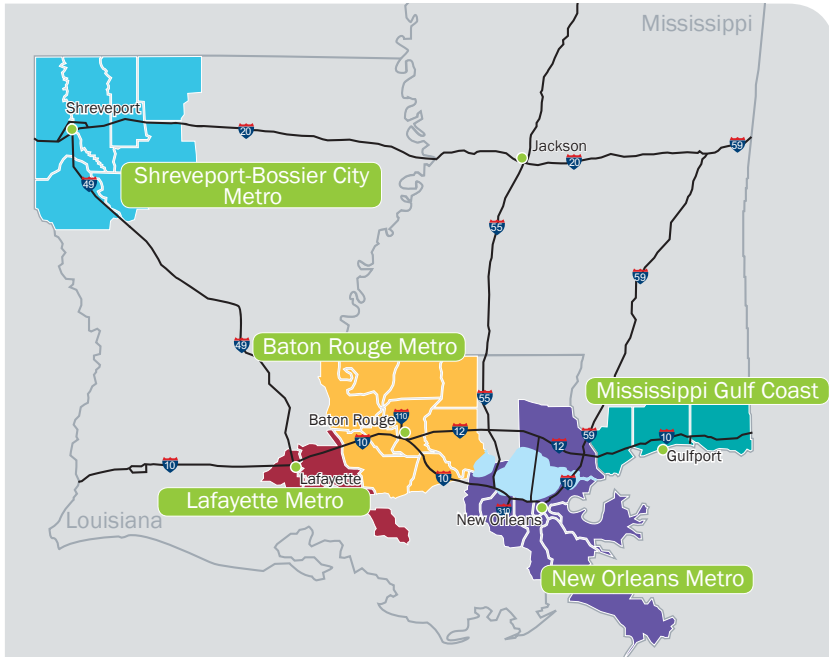 Mississippi
Shreveport
20
Jackson
20
59
Shreveport-Bossier City
Metro
49
55
59
49
Baton Rouge Metro
Mississippi Gulf Coast
55
110
Baton Rouge
12
10
59
12
10
Gulfport
10
Lafayette
10
10
Lafayette Metro
310
New Orleans
Louisiana
New Orleans Metro